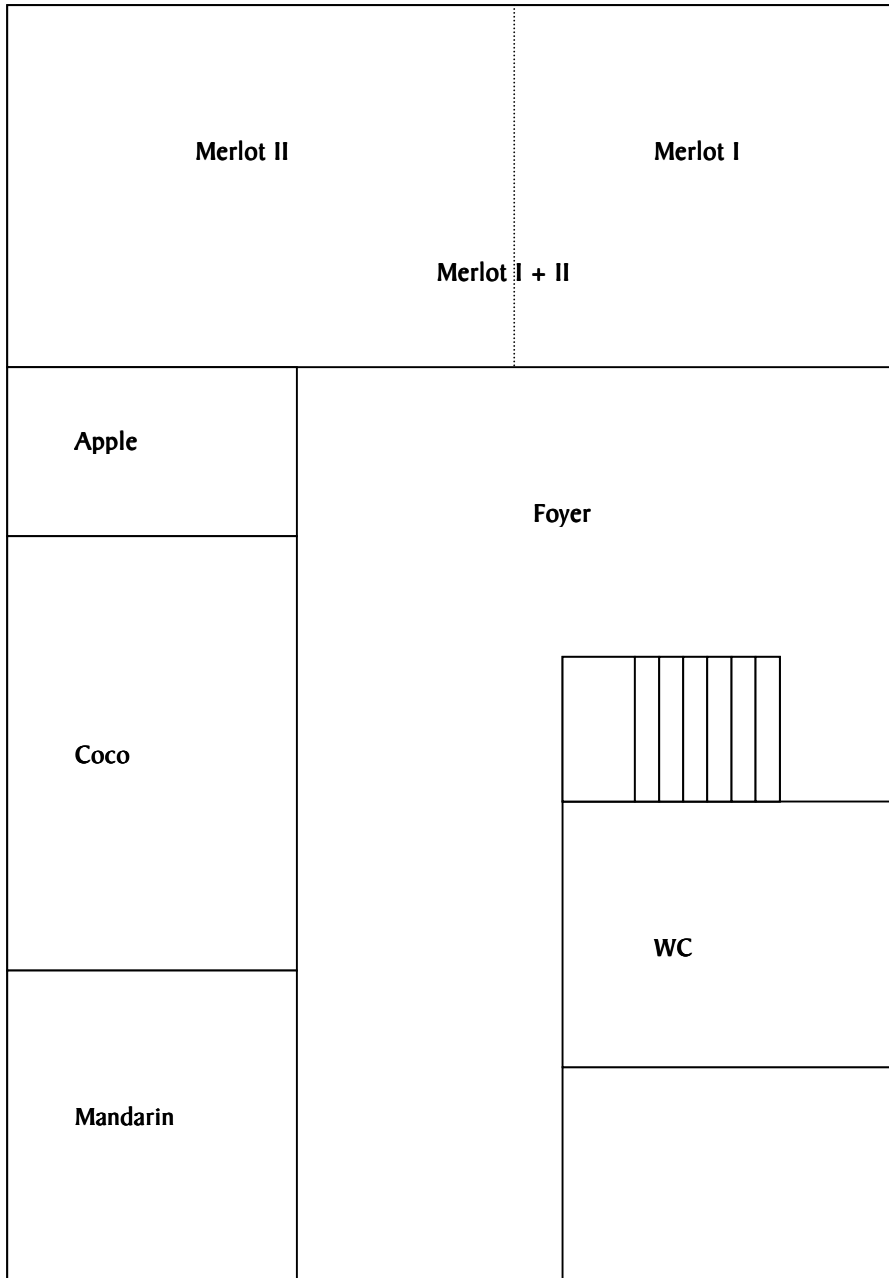 Merlot II
Merlot I
Merlot I + II
Apple
Foyer
Coco
WC
Mandarin